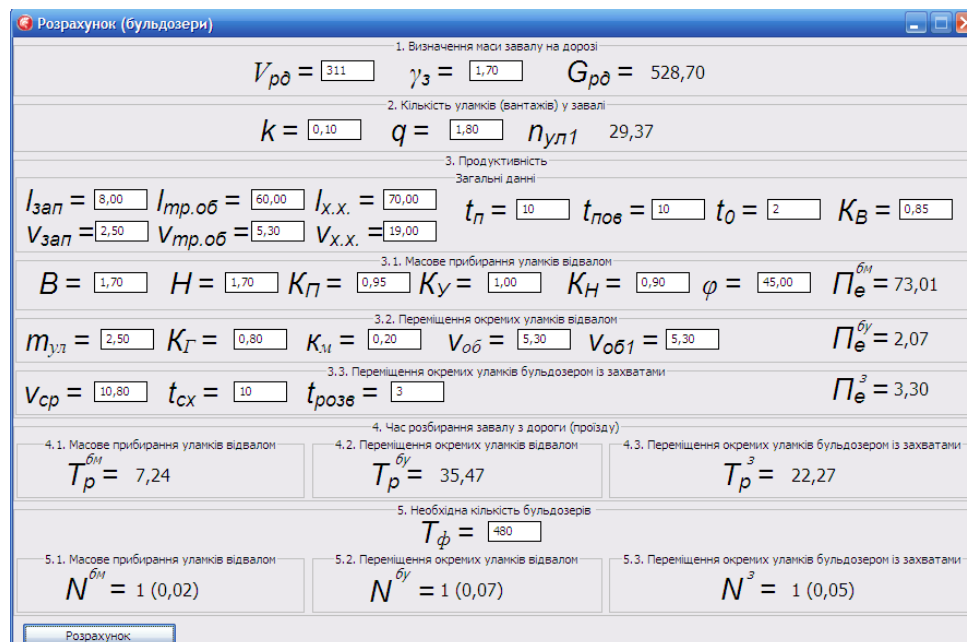 Розрахунок (бульдозери)
1. Визначення маси завалу на дорозі
Vрд = 311 γз = 1,70 Gрд = 528,70
2. Кількість уламків (вантажів) у завалі
k = 0,10 q = 1,80 nул1 29,37
3. Продуктивність
Загальні данні
lзап = 8,00 lтр.об = 60,00 lх.х. = 70,00 tп = 10 tпов = 10 t0 = 2 КВ = 0,85
vзап = 2,50 vтр.об = 5,30 vх.х. = 19,00
3.1. Масове прибирання уламків відвалом
В = 1,70 Н = 1,70 КП = 0,95 КУ = 1,00 КН = 0,90 φ = 45,00 Пебм = 73,01
3.2. Переміщення окремих уламків відвалом
mул = 2,50 КГ = 0,80 км = 0,20 vоб = 5,30 vоб1 = 5,30 Пебу = 2,07
3.3. Переміщення окремих уламків бульдозером із захватами
vср = 10,80 tсх = 10 tрозв = 3 Пез = 3,30
4. Час розбирання завалу з дороги (проїзду)
4.1. Масове прибирання уламків відвалом 4.2. Переміщення окремих уламків відвалом 4.3. Переміщення окремих уламків бульдозером із захватами
Трбм = 7,24 Трбу = 35,47 Трз = 22,27
5. Необхідна кількість бульдозерів
Тф = 480
5.1. Масове прибирання уламків відвалом 5.2. Переміщення окремих уламків відвалом 5.3. Переміщення окремих уламків бульдозером із захватами
Nбм = 1 (0,02) Nбу = 1 (0,07) Nз = 1 (0,05)
Розрахунок